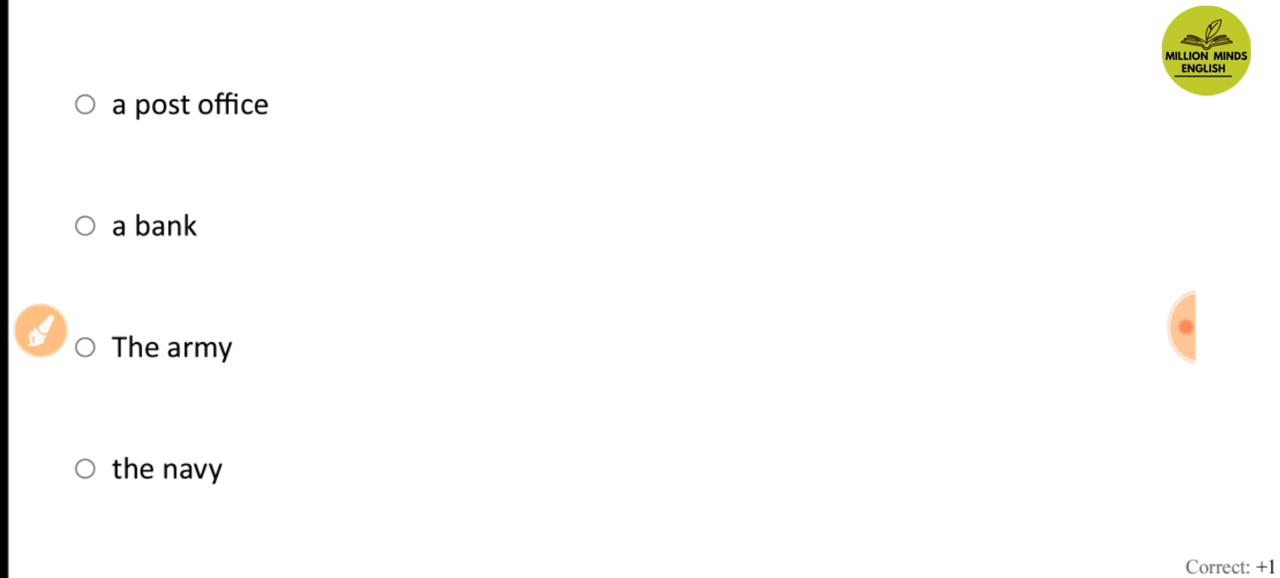 MILLION MINDS
ENGLISH
a post office
a bank
The army
the navy
Correct: +1